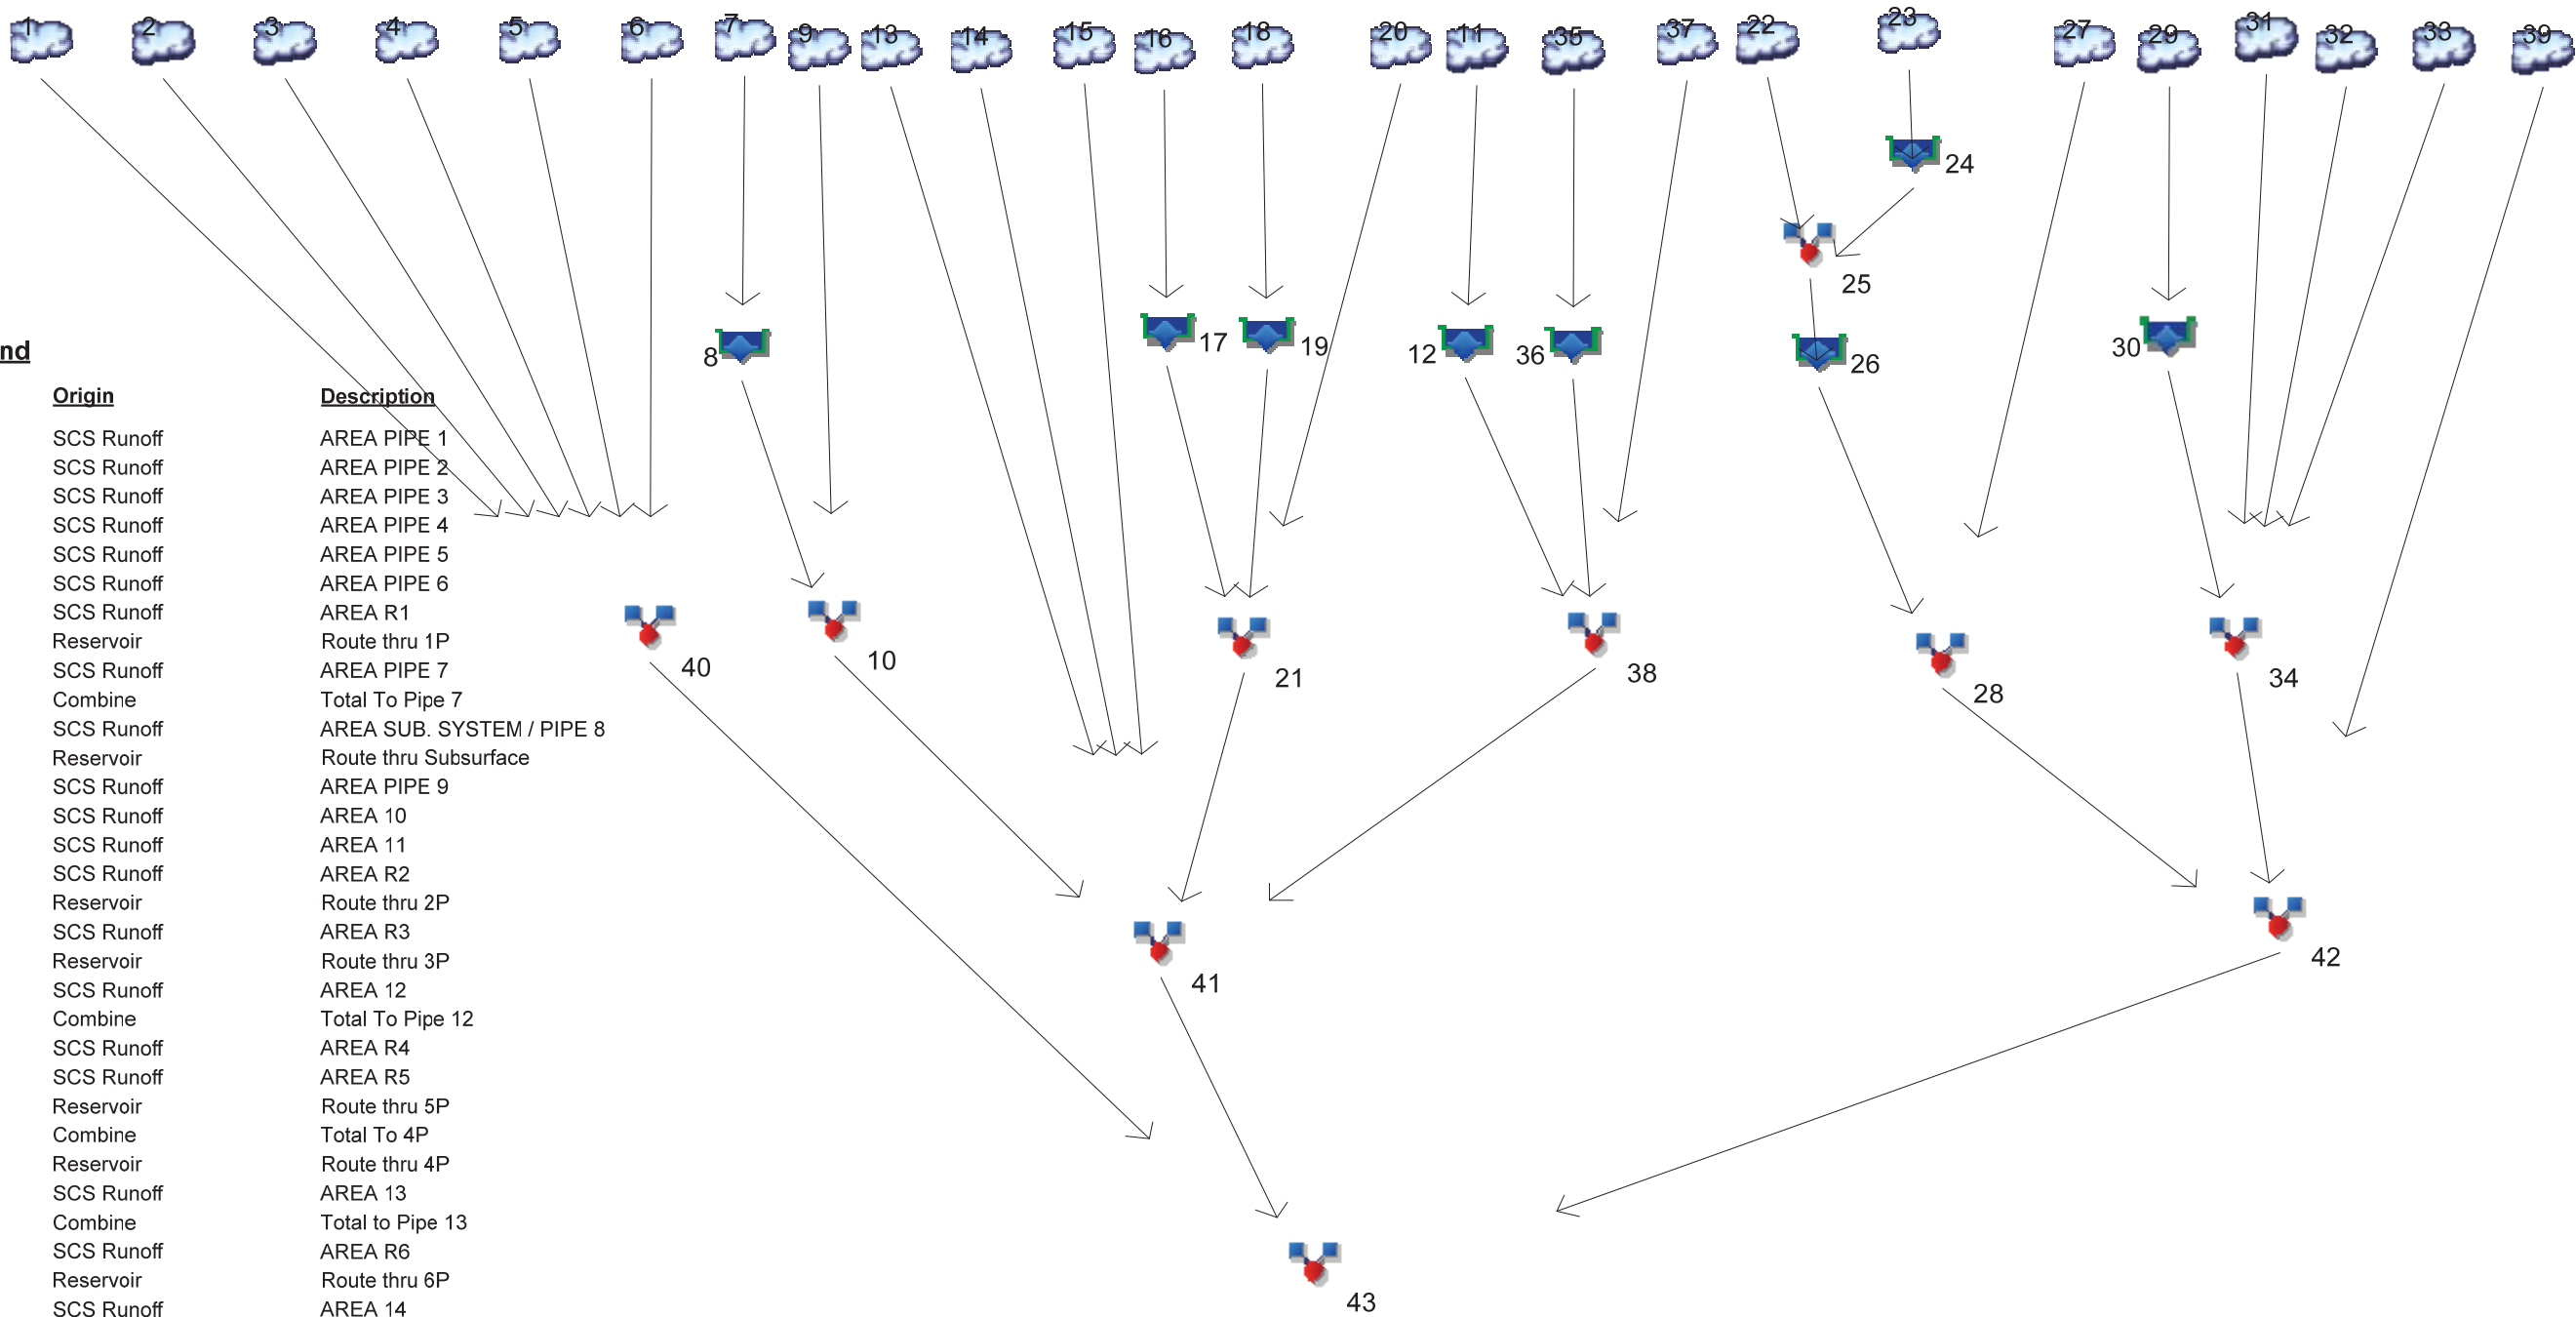 1 2 3 4 5 6 7 9 13 14 15 16 18 20 11 35 37 22 23 27 29 31 32 33 39
24
25
8 17 19 12 36 26 30
nd
Origin Description
SCS Runoff AREA PIPE 1
SCS Runoff AREA PIPE 2
SCS Runoff AREA PIPE 3
SCS Runoff AREA PIPE 4
SCS Runoff AREA PIPE 5
SCS Runoff AREA PIPE 6
SCS Runoff AREA R1
Reservoir Route thru 1P
SCS Runoff AREA PIPE 7
Combine Total To Pipe 7
SCS Runoff AREA SUB. SYSTEM / PIPE 8
Reservoir Route thru Subsurface
SCS Runoff AREA PIPE 9
SCS Runoff AREA 10
SCS Runoff AREA 11
SCS Runoff AREA R2
Reservoir Route thru 2P
SCS Runoff AREA R3
Reservoir Route thru 3P
SCS Runoff AREA 12
Combine Total To Pipe 12
SCS Runoff AREA R4
SCS Runoff AREA R5
Reservoir Route thru 5P
Combine Total To 4P
Reservoir Route thru 4P
SCS Runoff AREA 13
Combine Total to Pipe 13
SCS Runoff AREA R6
Reservoir Route thru 6P
SCS Runoff AREA 14
40 10 21 38 28 34
41 42
43